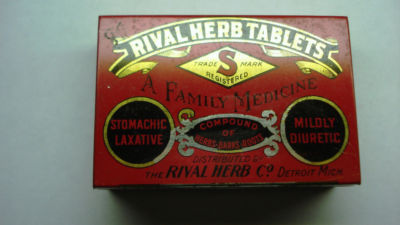 RIVAL HERB TABLETS
TRADE S MARK
REGISTERED
A FAMILY MEDICINE
STOMACHIC
LAXATIVE
COMPOUND
OF
HERBS-BARKS-ROOTS
MILDLY
DIURETIC
DISTRIBUTED BY
THE RIVAL HERB CO. DETROIT MICH.